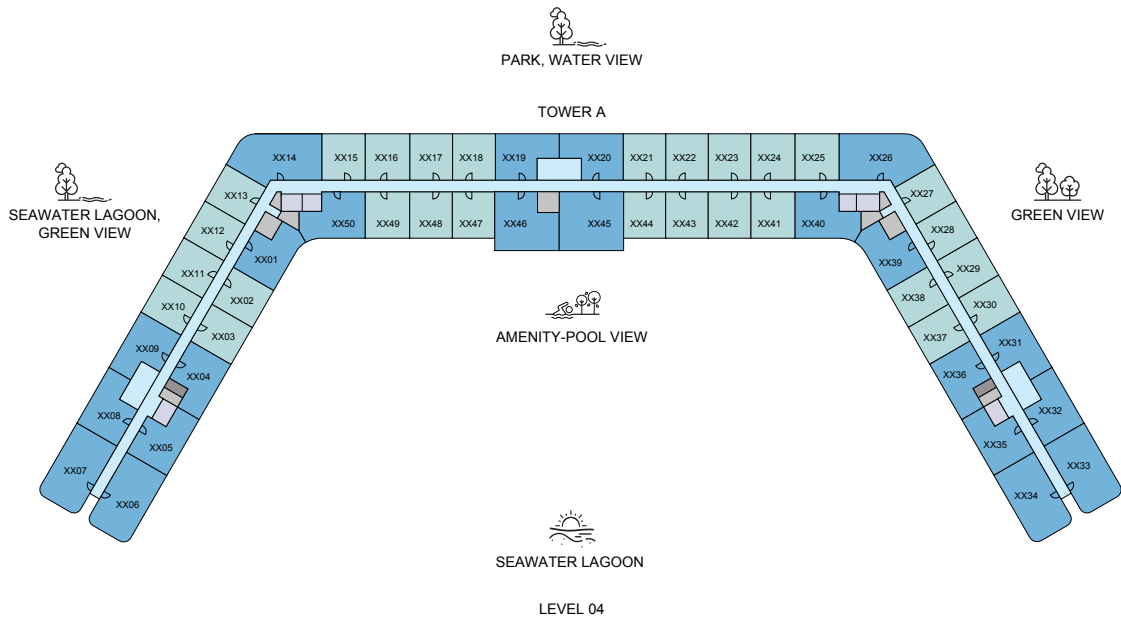 PARK, WATER VIEW
TOWER A
XX14
XX15
XX16
XX17
XX18
XX19
XX20
XX21
XX22
XX23
XX24
XX25
XX26
SEAWATER LAGOON,
GREEN VIEW
GREEN VIEW
XX13
XX12
XX11
XX10
XX09
XX08
XX07
XX01
XX02
XX03
XX04
XX05
XX06
XX50
XX49
XX48
XX47
XX46
XX45
XX44
XX43
XX42
XX41
XX40
XX39
XX38
XX37
XX36
XX35
XX34
XX27
XX28
XX29
XX30
XX31
XX32
XX33
AMENITY-POOL VIEW
SEAWATER LAGOON
LEVEL 04